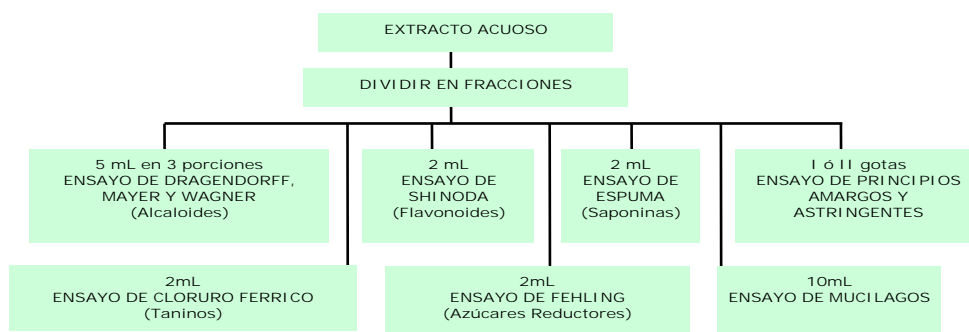 EXTRACTO ACUOSO
DIVIDIR EN FRACCIONES
5 mL en 3 porciones
ENSAYO DE DRAGENDORFF,
MAYER Y WAGNER
(Alcaloides)
2 mL
ENSAYO DE
SHINODA
(Flavonoides)
2 mL
ENSAYO DE
ESPUMA
(Saponinas)
I ó II gotas
ENSAYO DE PRINCIPIOS
AMARGOS Y
ASTRINGENTES
2mL
ENSAYO DE CLORURO FERRICO
(Taninos)
2mL
ENSAYO DE FEHLING
(Azúcares Reductores)
10mL
ENSAYO DE MUCILAGOS